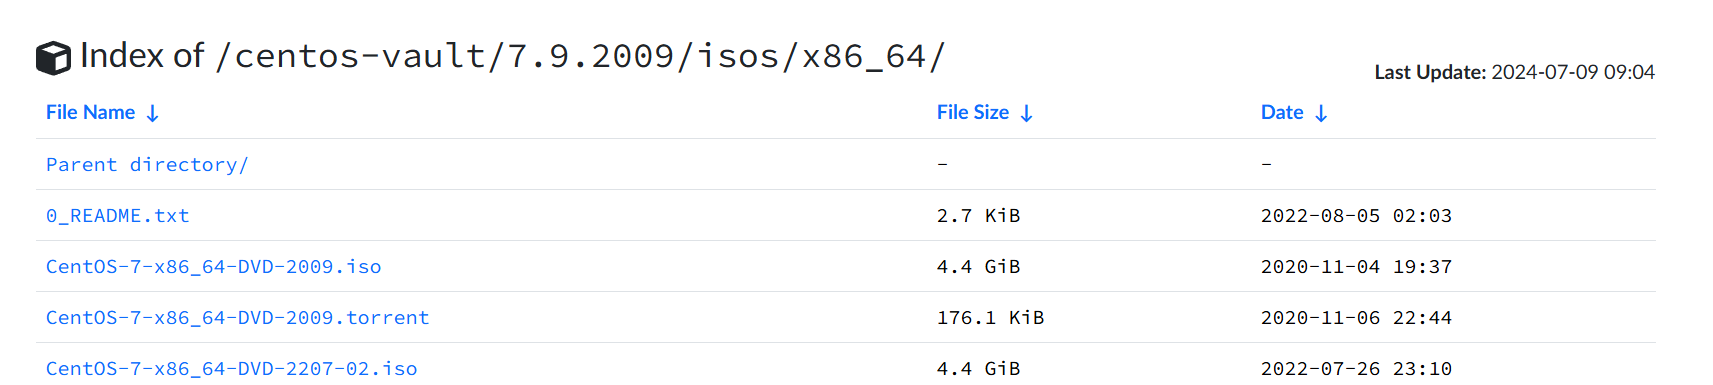 Index of /centos-vault/7.9.2009/isos/x86_64/
Last Update: 2024-07-09 09:04
File Name ↓ File Size ↓ Date ↓
Parent directory/ - -
0_README.txt 2.7 KiB 2022-08-05 02:03
CentOS-7-x86_64-DVD-2009.iso 4.4 GiB 2020-11-04 19:37
CentOS-7-x86_64-DVD-2009.torrent 176.1 KiB 2020-11-06 22:44
CentOS-7-x86_64-DVD-2207-02.iso 4.4 GiB 2022-07-26 23:10